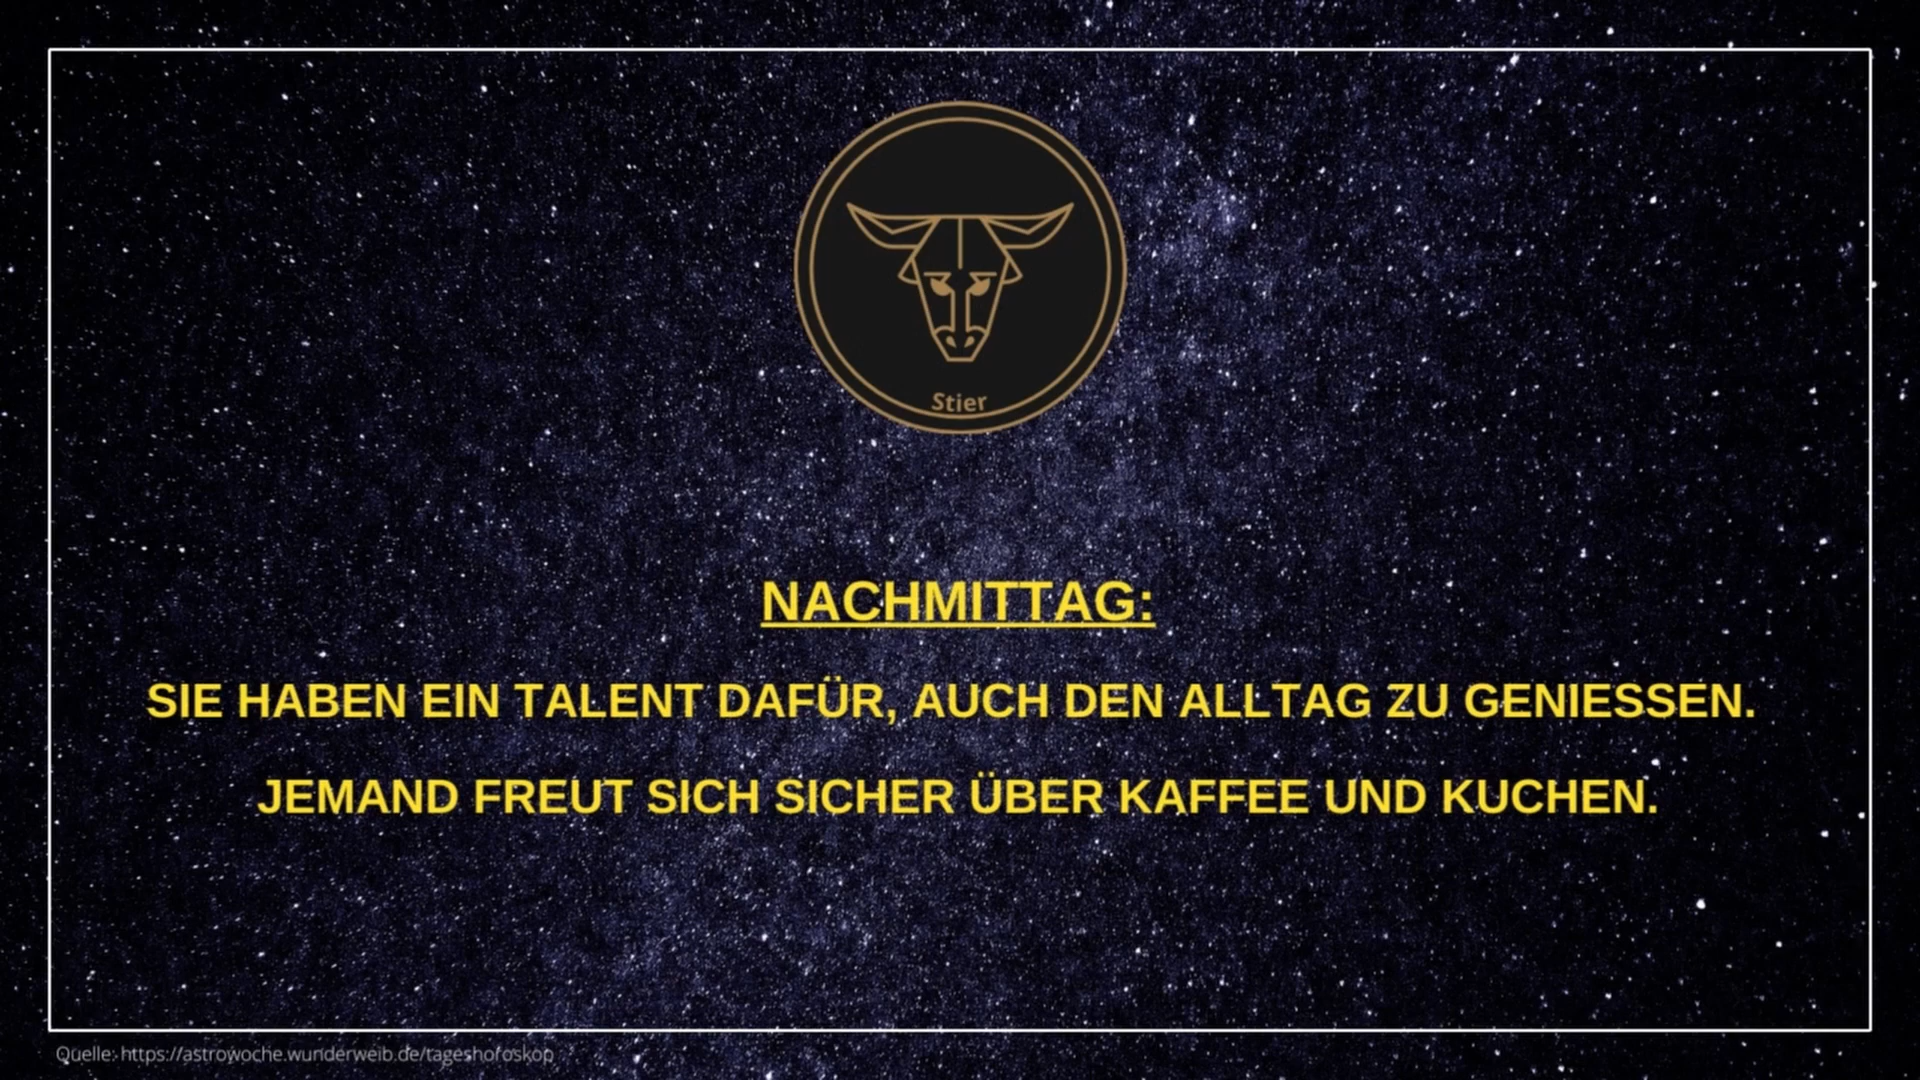 Stier
NACHMITTAG:
SIE HABEN EIN TALENT DAFÜR, AUCH DEN ALLTAG ZU GENIESSEN.
JEMAND FREUT SICH SICHER ÜBER KAFFEE UND KUCHEN.
Quelle: https://astrowoche.wunderweib.de/tageshoroskop